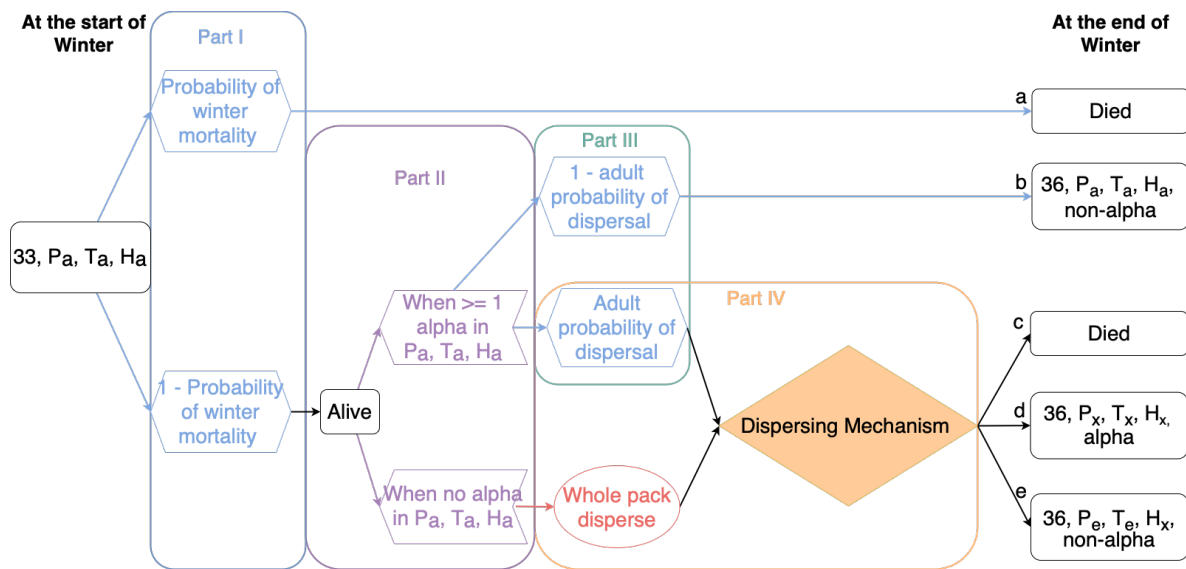 At the start of
Winter
Part I
At the end of
Winter
Probability of
winter
mortality
a
Died
Part II
Part III
1 - adult
probability of
dispersal
b
36, Pa, Ta, Ha,
non-alpha
33, Pa, Ta, Ha
When >= 1
alpha in
Pa, Ta, Ha
Part IV
Adult
probability of
dispersal
c
Died
1 - Probability
of winter
mortality
Alive
Dispersing Mechanism
d
36, Px, Tx, Hx,
alpha
When no alpha
in Pa, Ta, Ha
Whole pack
disperse
e
36, Pe, Te, Hx,
non-alpha